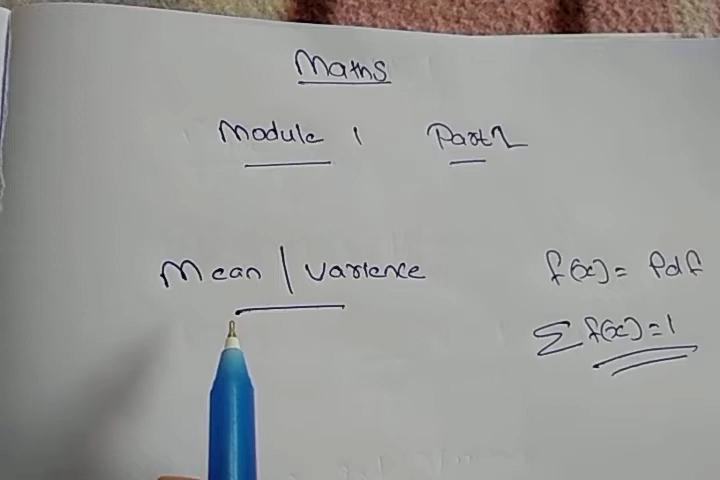 Maths
Module 1 Part 2
Mean / Varience
f(x) = Pdf
∑ f(x) = 1